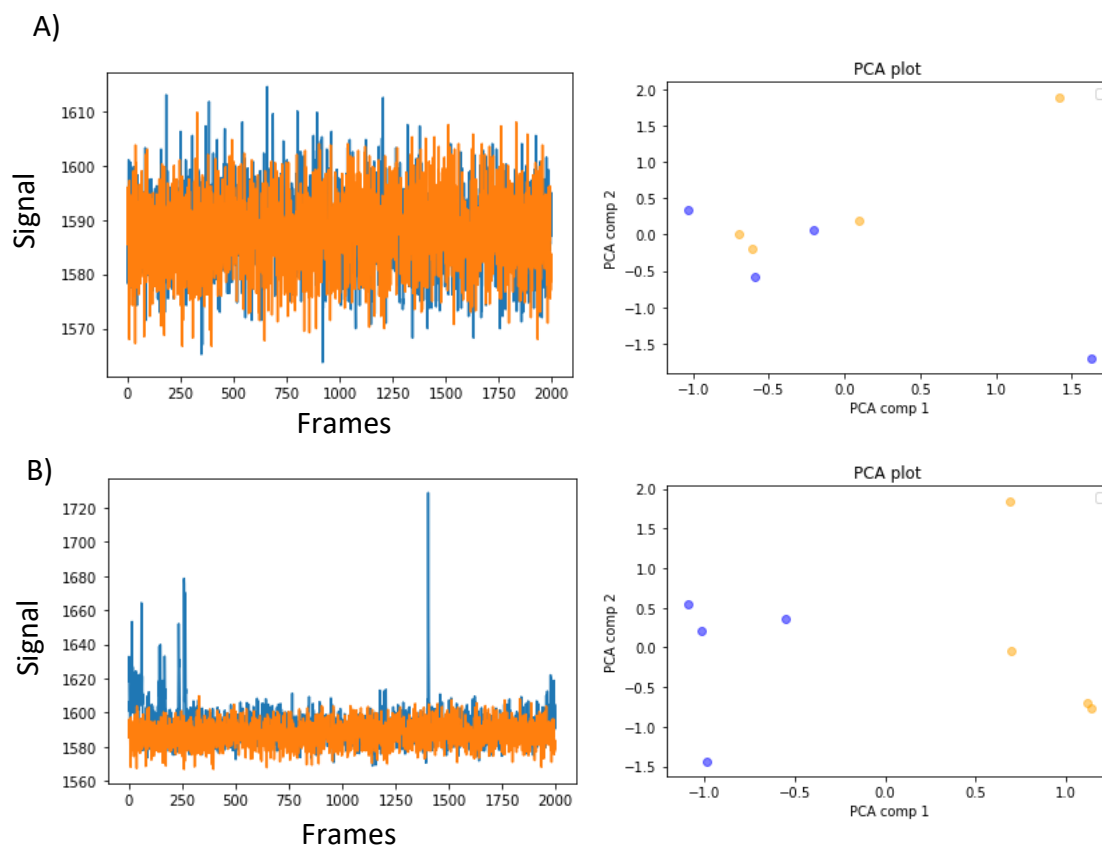 A)
PCA plot
1610
1600
1590
1580
1570
Signal
0 250 500 750 1000 1250 1500 1750 2000
Frames
2.0
1.5
1.0
0.5
0.0
−0.5
−1.0
−1.5
PCA comp 2
−1.0 −0.5 0.0 0.5 1.0 1.5
PCA comp 1
B)
PCA plot
1720
1700
1680
1660
1640
1620
1600
1580
1560
Signal
0 250 500 750 1000 1250 1500 1750 2000
Frames
2.0
1.5
1.0
0.5
0.0
−0.5
−1.0
−1.5
PCA comp 2
−1.0 −0.5 0.0 0.5 1.0
PCA comp 1